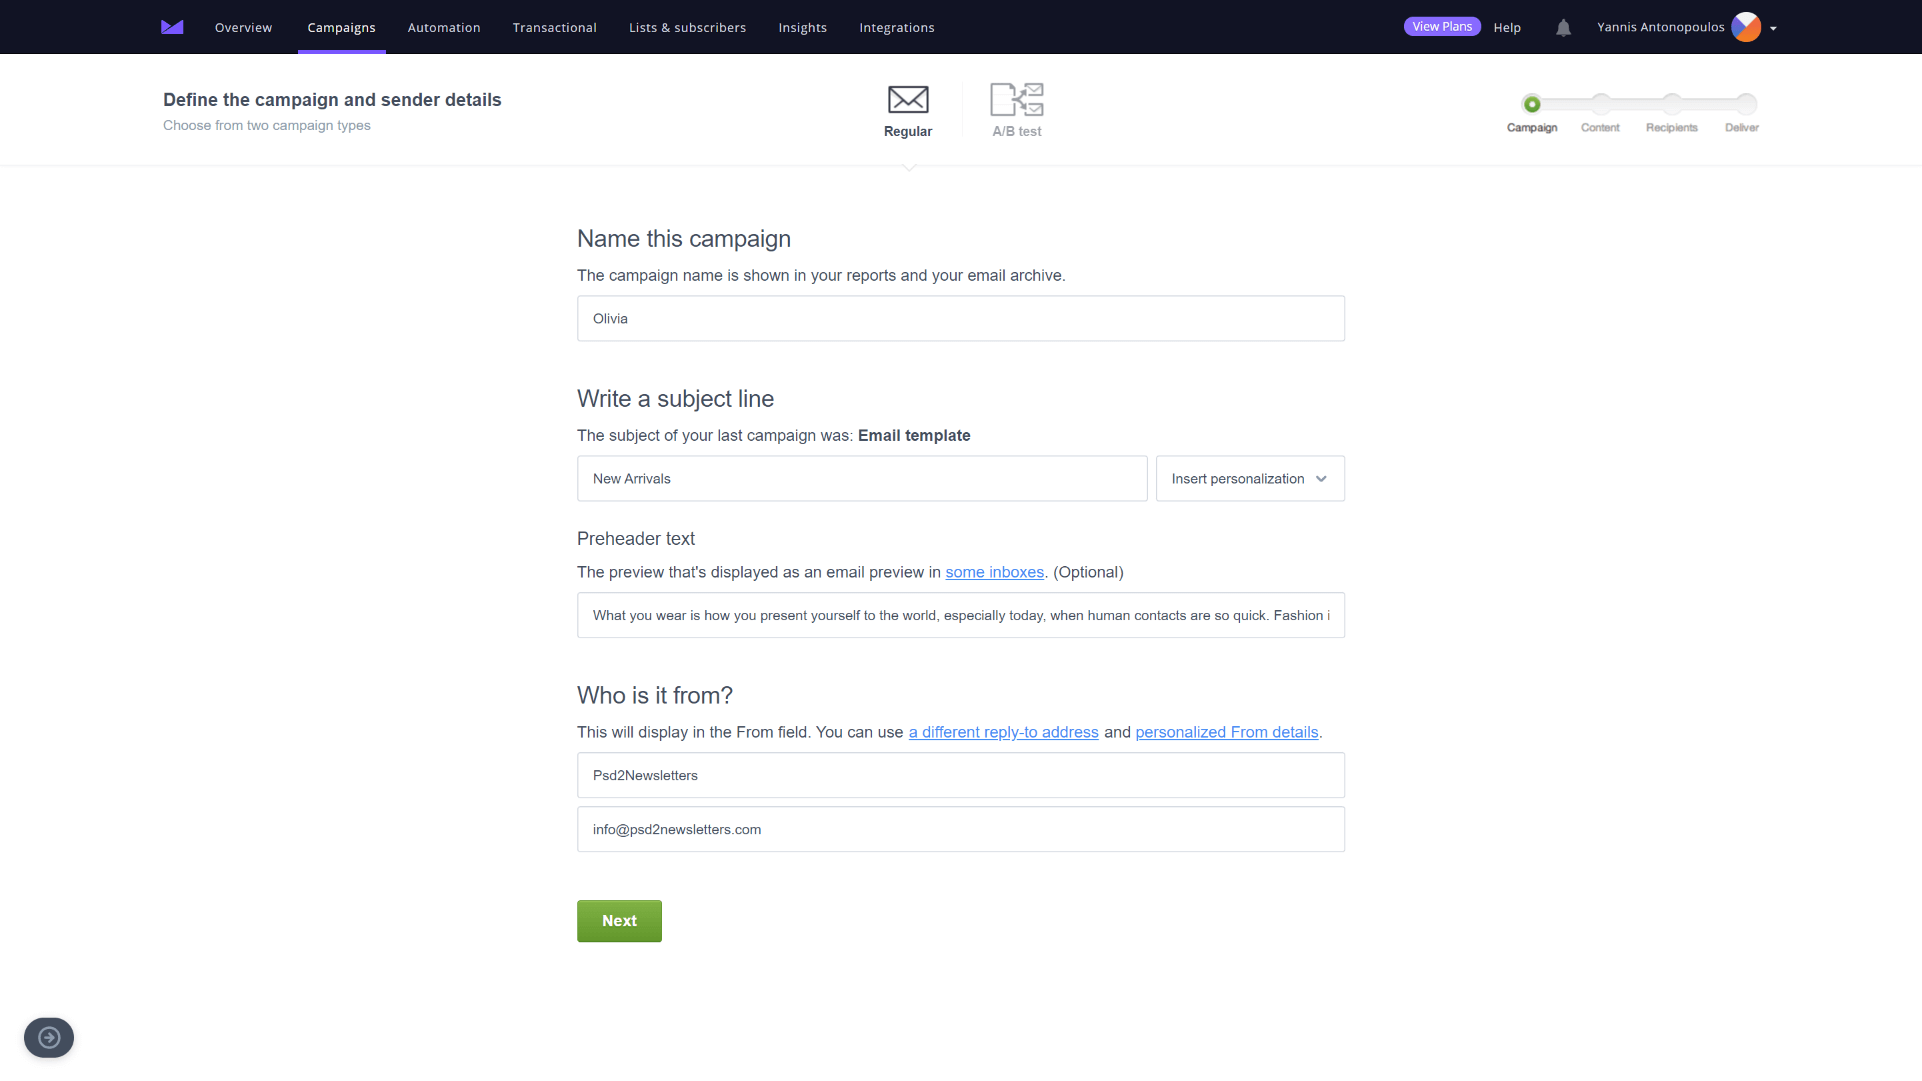 Overview
Campaigns
Automation
Transactional
Lists & subscribers
Insights
Integrations
View Plans
Help
Yannis Antonopoulos
Define the campaign and sender details
Choose from two campaign types
Regular
A/B test
Campaign
Content
Recipients
Deliver
Name this campaign
The campaign name is shown in your reports and your email archive.
Olivia
Write a subject line
The subject of your last campaign was: Email template
New Arrivals
Insert personalization
Preheader text
The preview that's displayed as an email preview in some inboxes. (Optional)
What you wear is how you present yourself to the world, especially today, when human contacts are so quick. Fashion i
Who is it from?
This will display in the From field. You can use a different reply-to address and personalized From details.
Psd2Newsletters
info@psd2newsletters.com
Next